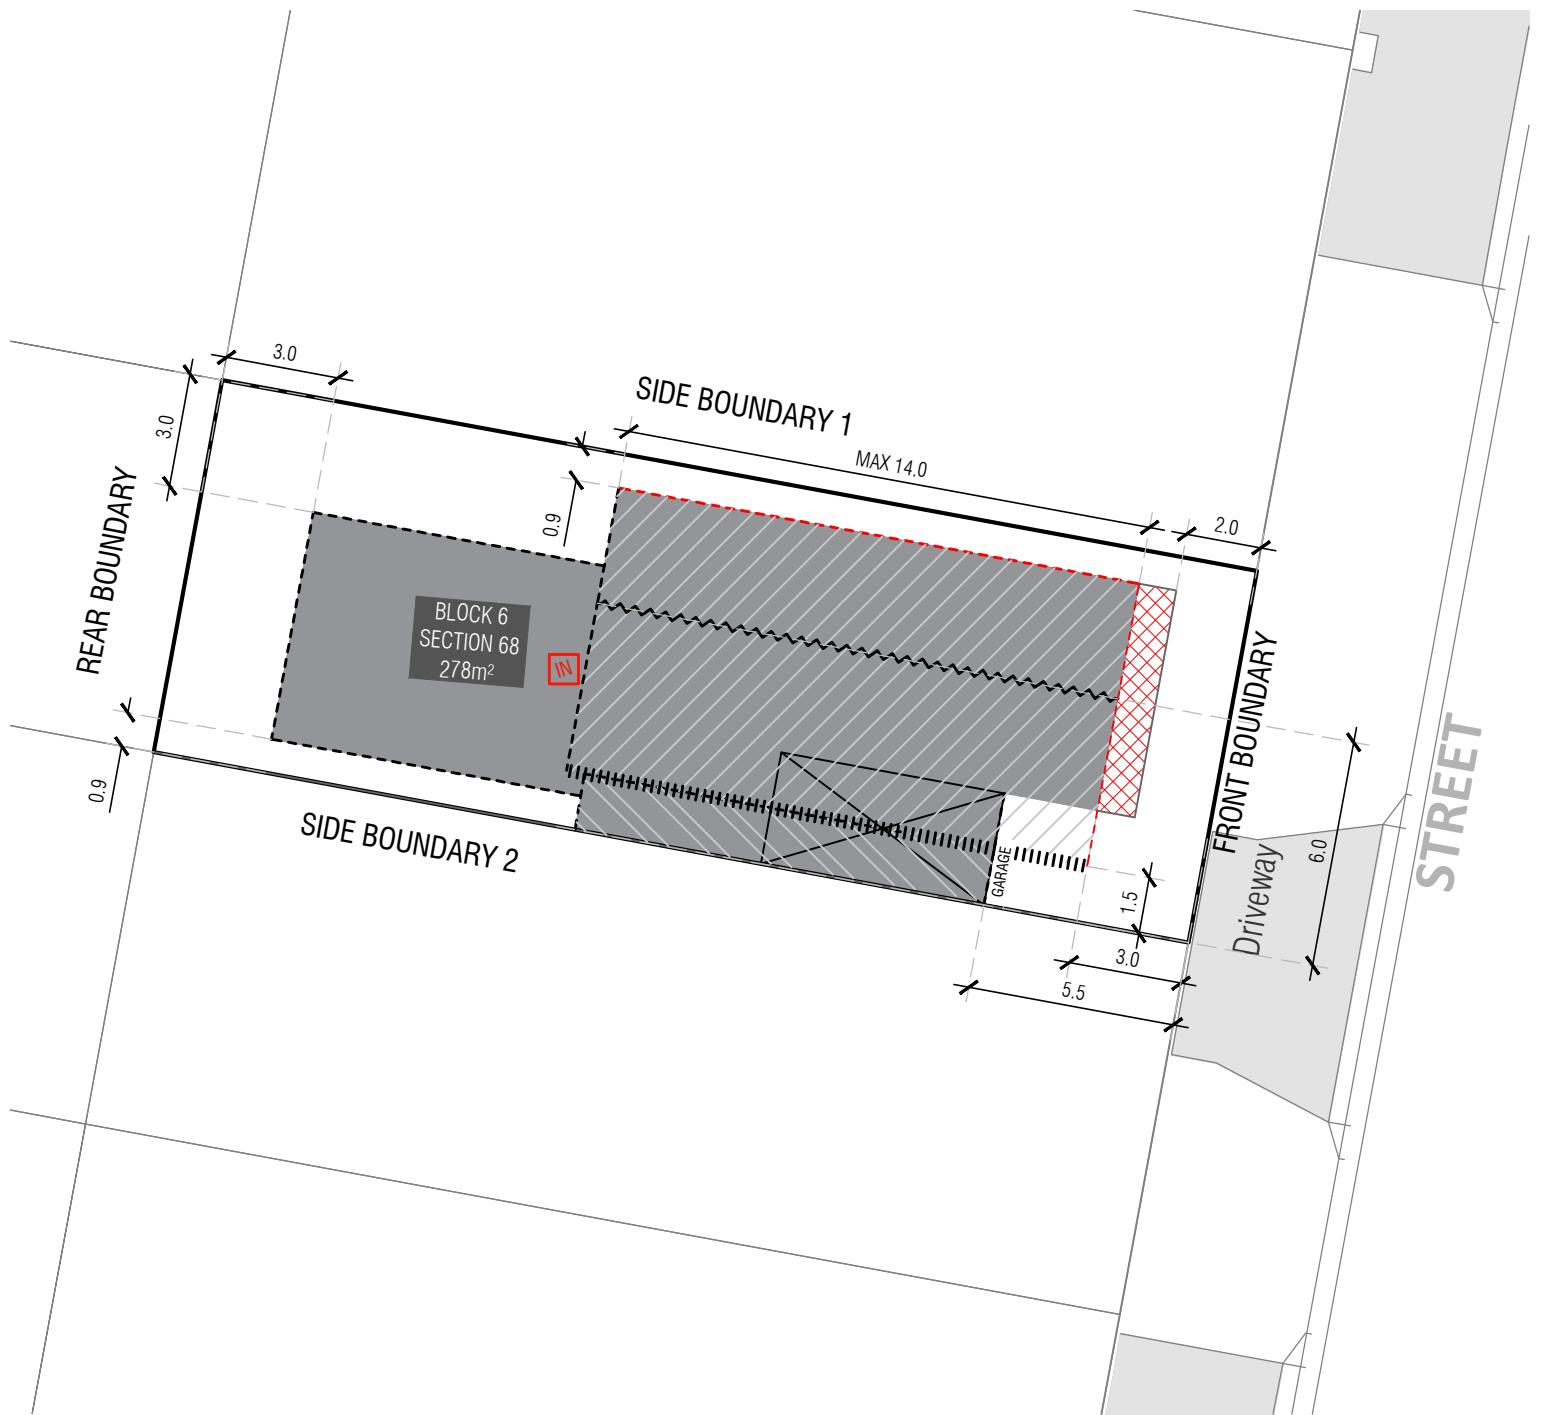 3.0
3.0
SIDE BOUNDARY 1
MAX 14.0
2.0
0.9
REAR BOUNDARY
BLOCK 6
SECTION 68
278m²
IN
FRONT BOUNDARY
STREET
0.9
SIDE BOUNDARY 2
GARAGE
Driveway
6.0
1.5
3.0
5.5